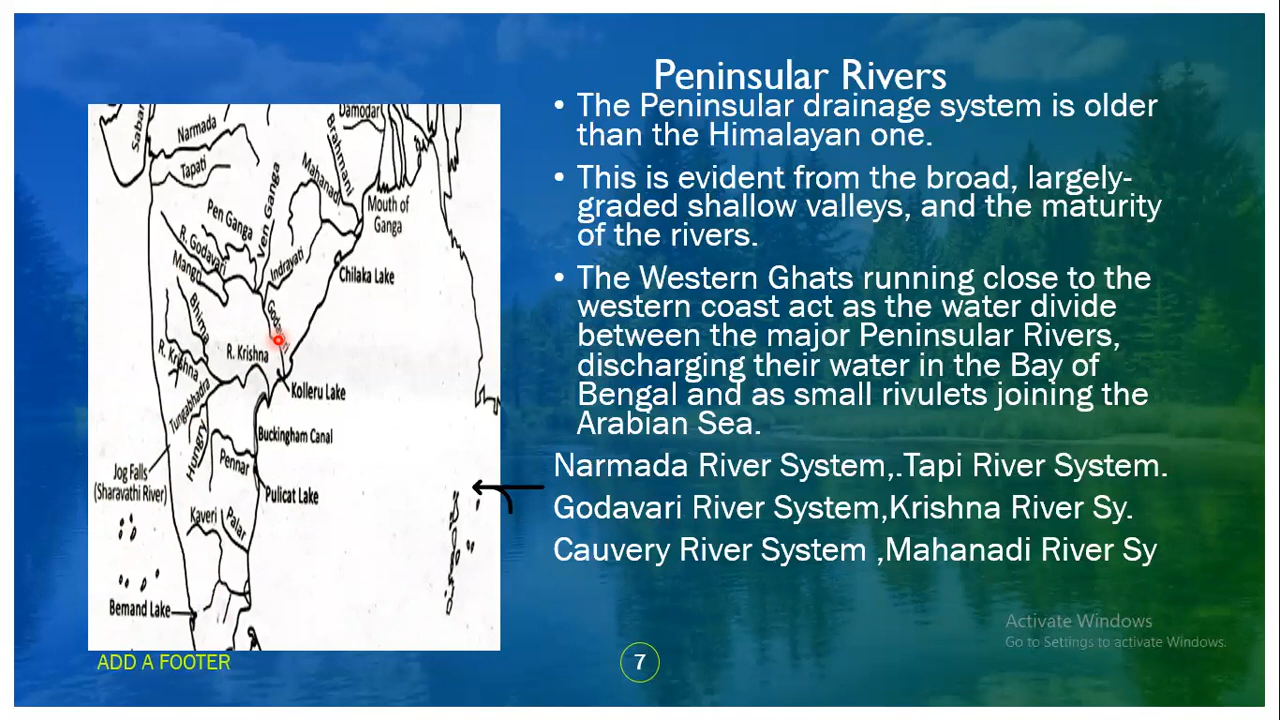 Peninsular Rivers
• The Peninsular drainage system is older
than the Himalayan one.
• This is evident from the broad, largely-
graded shallow valleys, and the maturity
of the rivers.
• The Western Ghats running close to the
western coast act as the water divide
between the major Peninsular Rivers,
discharging their water in the Bay of
Bengal and as small rivulets joining the
Arabian Sea.
Narmada River System,.Tapi River System.
Godavari River System,Krishna River Sy.
Cauvery River System ,Mahanadi River Sy
Damodar
Narmada
Brahmani
Tapati
Mahanadi
Mouth of
Ganga
Pen Ganga
Ven Ganga
R. Godavari
Indravati
Chilaka Lake
Bhima
R. Krishna
R. Krishna
Kolleru Lake
Tungabhadra
Buckingham Canal
Hungry
Pennar
Jog Falls
(Sharavathi River)
Pulicat Lake
Kaveri
Palar
Bemand Lake
ADD A FOOTER
7
Activate Windows
Go to Settings to activate Windows.